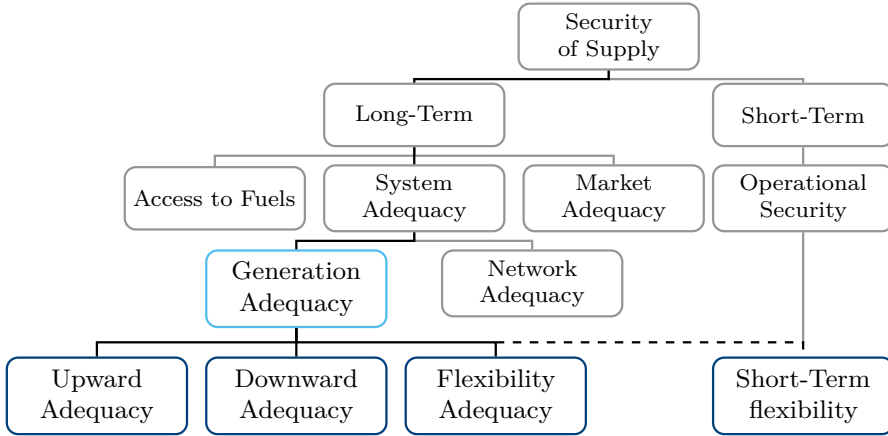 Security
of Supply
Long-Term
Short-Term
Access to Fuels
System
Adequacy
Market
Adequacy
Operational
Security
Generation
Adequacy
Network
Adequacy
Upward
Adequacy
Downward
Adequacy
Flexibility
Adequacy
Short-Term
flexibility